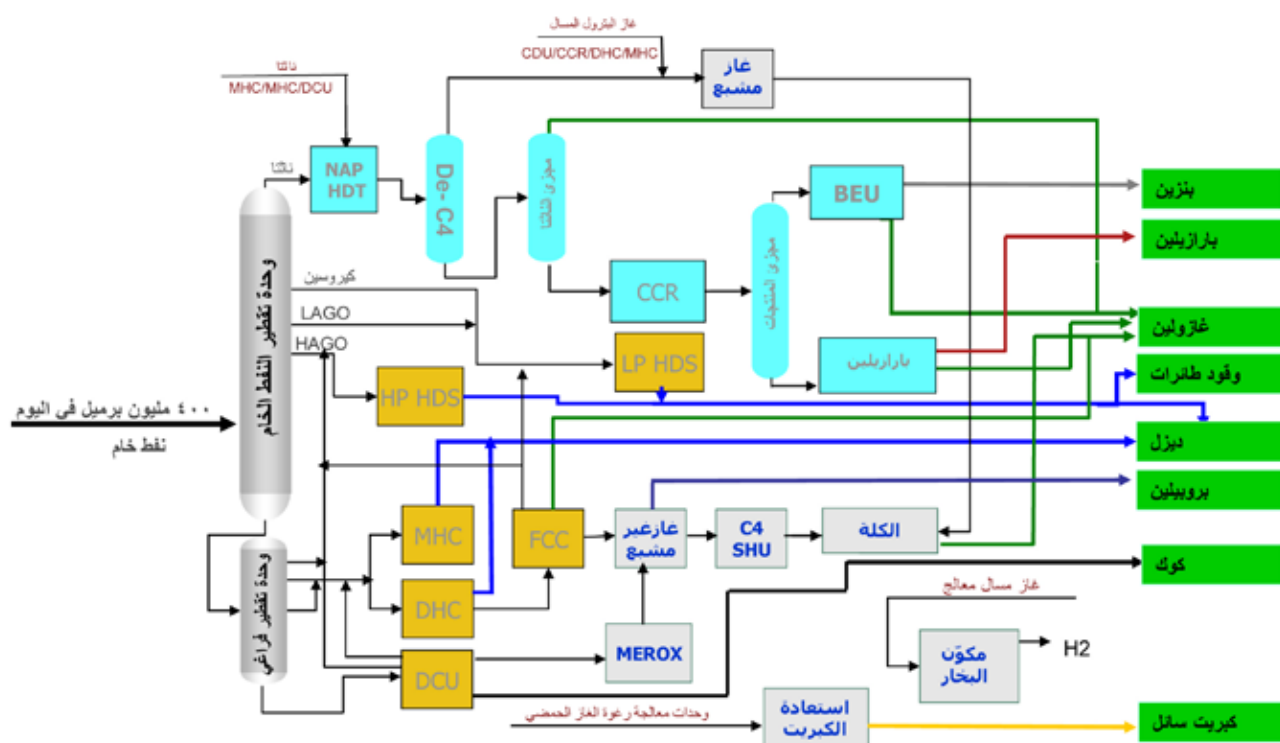 غاز البترول المسال
CDU/CCR/DHC/MHC
نافثا
MHC/MHC/DCU
غاز
مشبع
نافثا
NAP
HDT
De- C4
مجزئ النافثا
BEU
بنزين
بارازيلين
وحدة تقطير النفط الخام
كيروسين
CCR
مجزئ المنتجات
LAGO
غازولين
HAGO
LP HDS
بارازيلين
وقود طائرات
HP HDS
٤٠٠ مليون برميل في اليوم
نفط خام
ديزل
بروبيلين
MHC
FCC
غازغير
مشبع
C4
SHU
الكلة
وحدة تقطير فراغي
كوك
DHC
غاز مسال معالج
MEROX
مكوّن
البخار
H2
DCU
وحدات معالجة رغوة الغاز الحمضي
استعادة
الكبريت
كبريت سائل